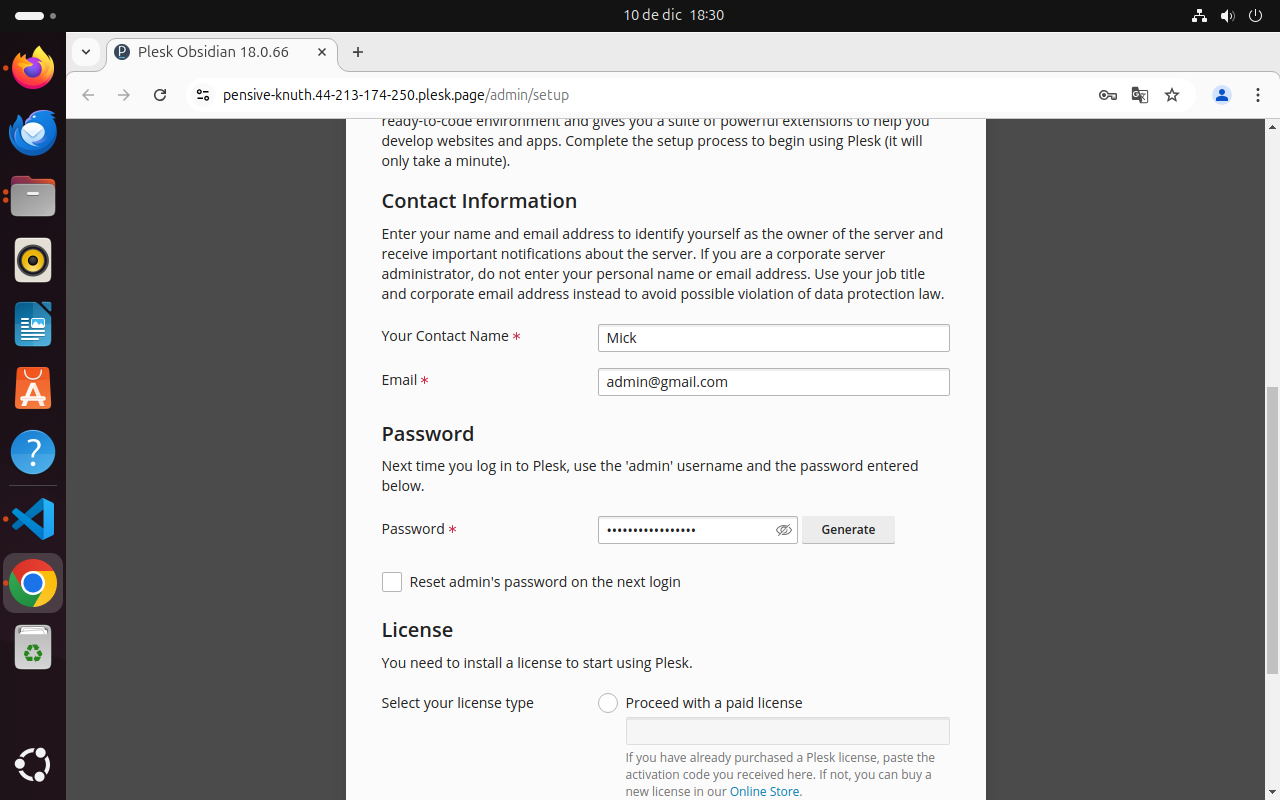 10 de dic 18:30
Plesk Obsidian 18.0.66
pensive-knuth.44-213-174-250.plesk.page/admin/setup
ready-to-code environment and gives you a suite of powerful extensions to help you
develop websites and apps. Complete the setup process to begin using Plesk (it will
only take a minute).
Contact Information
Enter your name and email address to identify yourself as the owner of the server and
receive important notifications about the server. If you are a corporate server
administrator, do not enter your personal name or email address. Use your job title
and corporate email address instead to avoid possible violation of data protection law.
Your Contact Name *
MIck
Email *
admin@gmail.com
Password
Next time you log in to Plesk, use the 'admin' username and the password entered
below.
Password *
•••••••••••••••••
Generate
Reset admin's password on the next login
License
You need to install a license to start using Plesk.
Select your license type
Proceed with a paid license
If you have already purchased a Plesk license, paste the
activation code you received here. If not, you can buy a
new license in our Online Store.